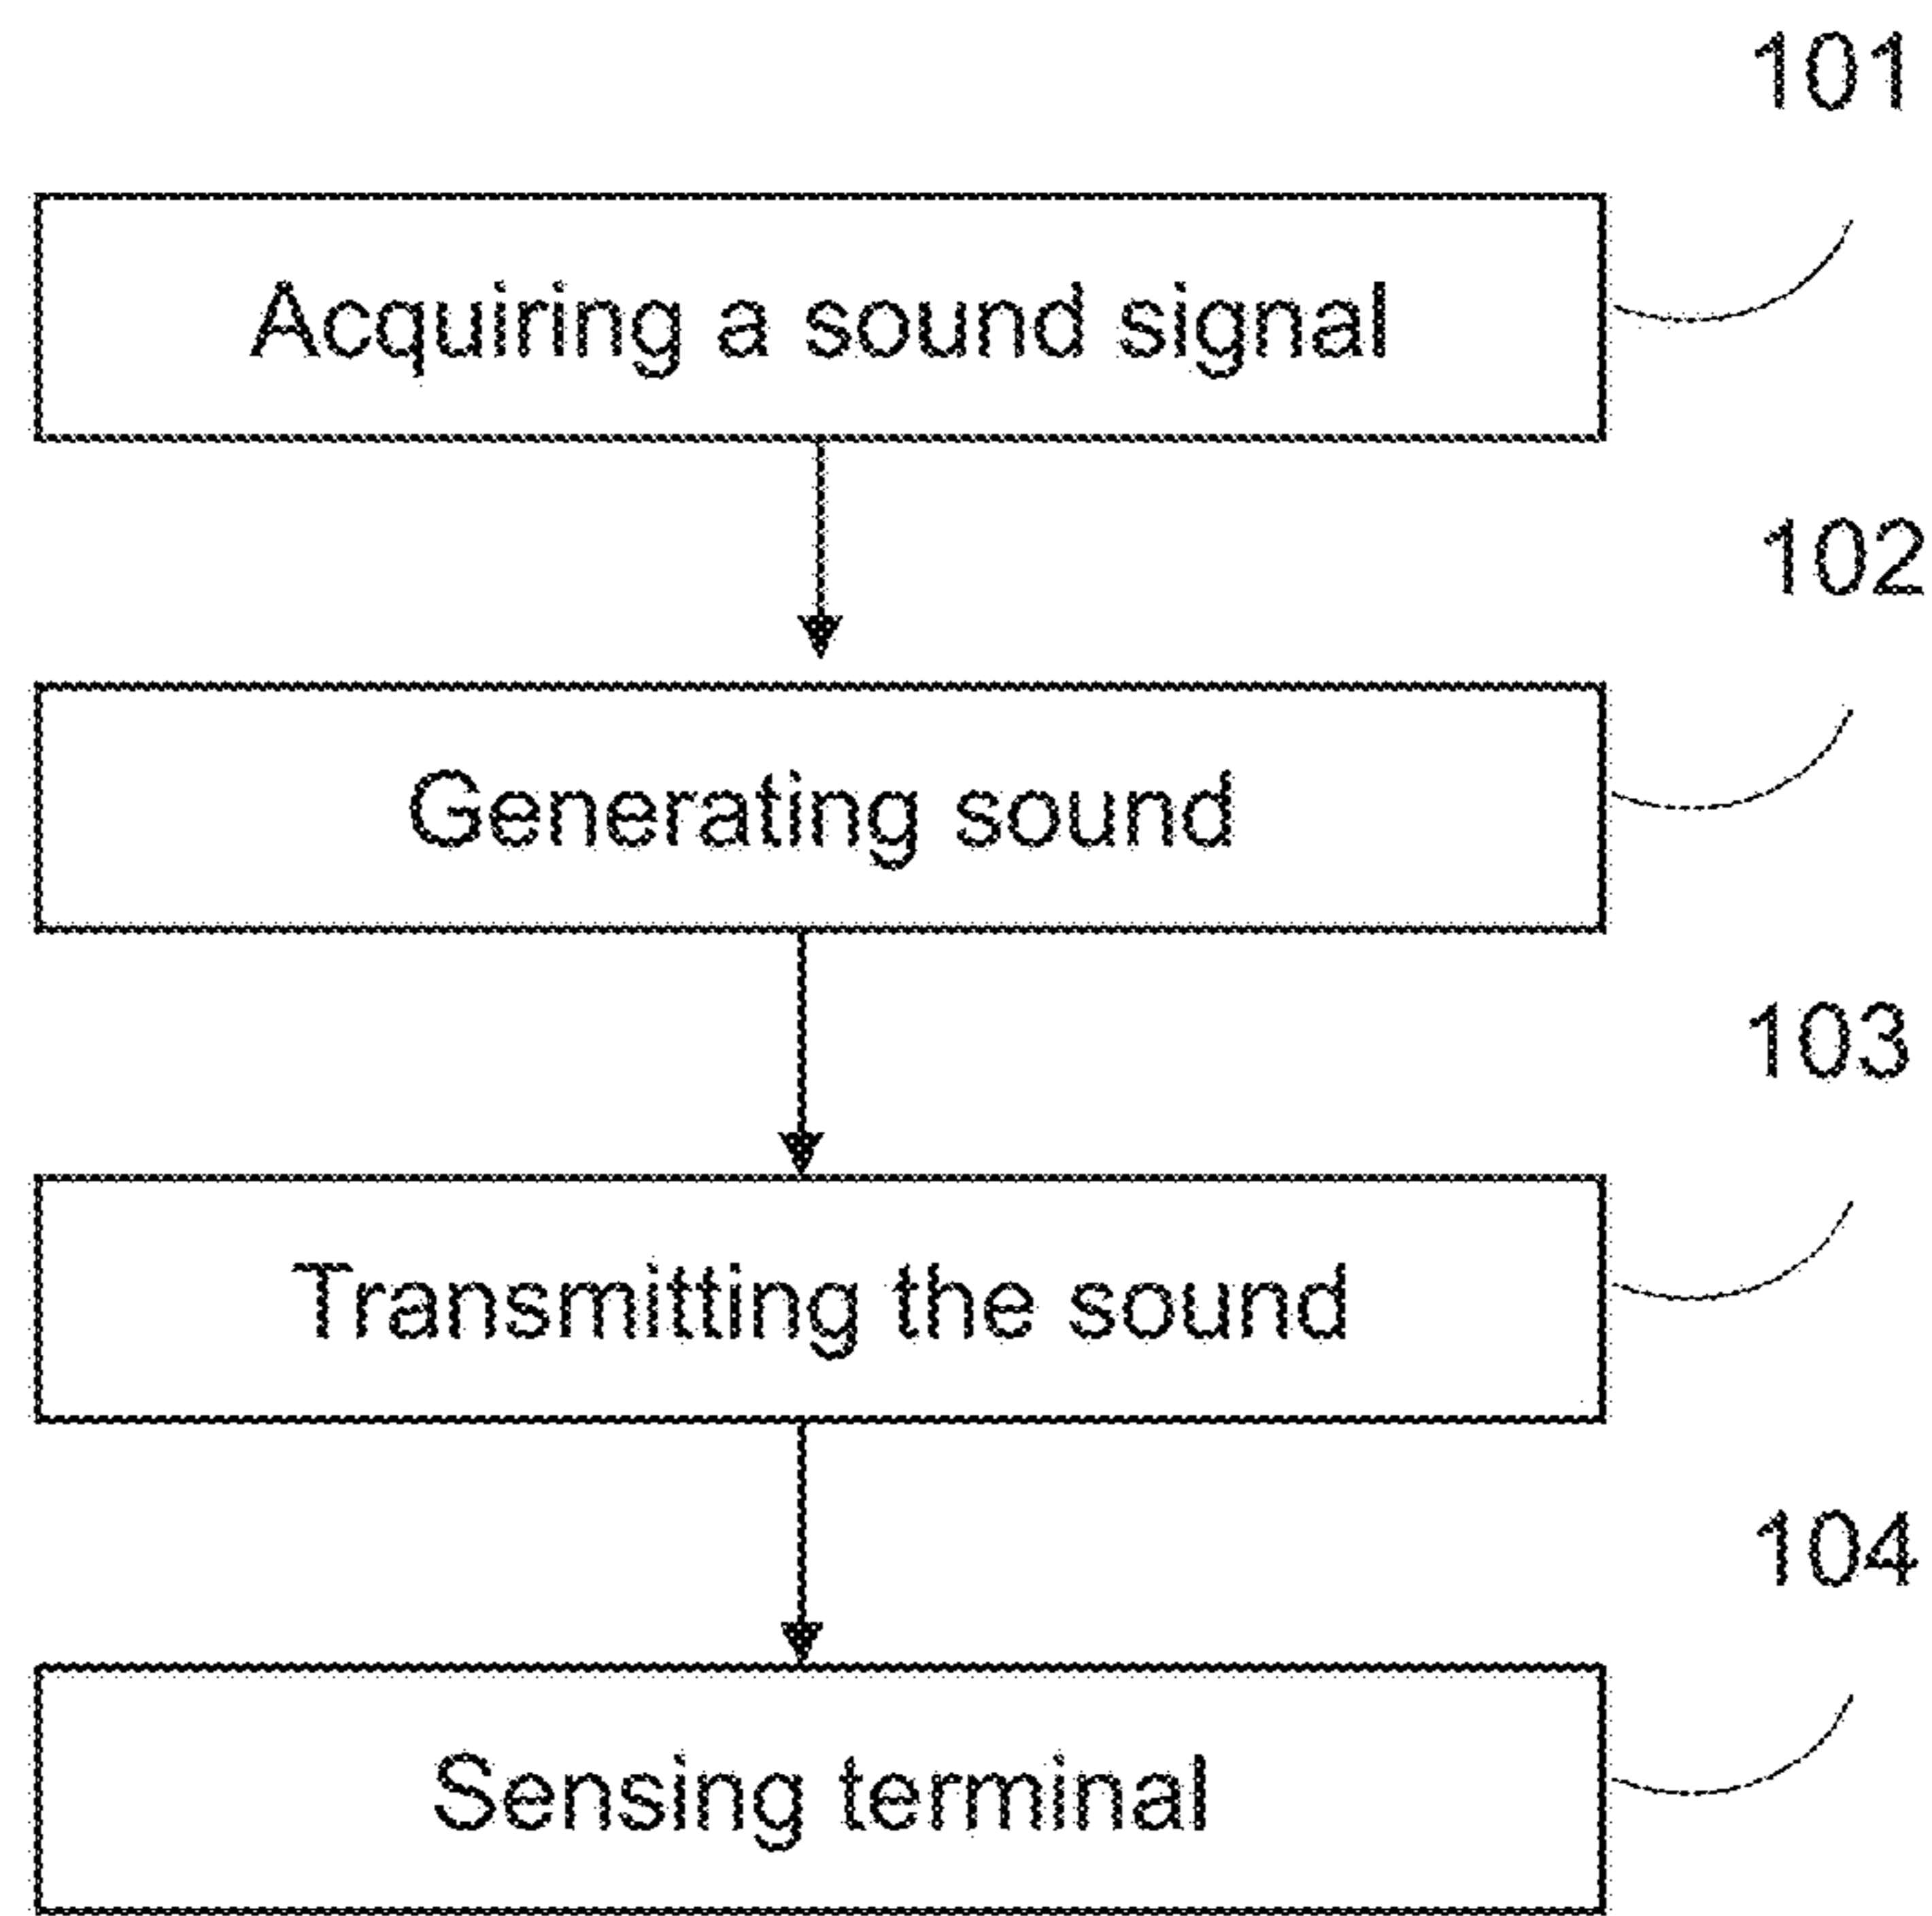 101
Acquiring a sound signal
102
Generating sound
103
Transmitting the sound
104
Sensing terminal